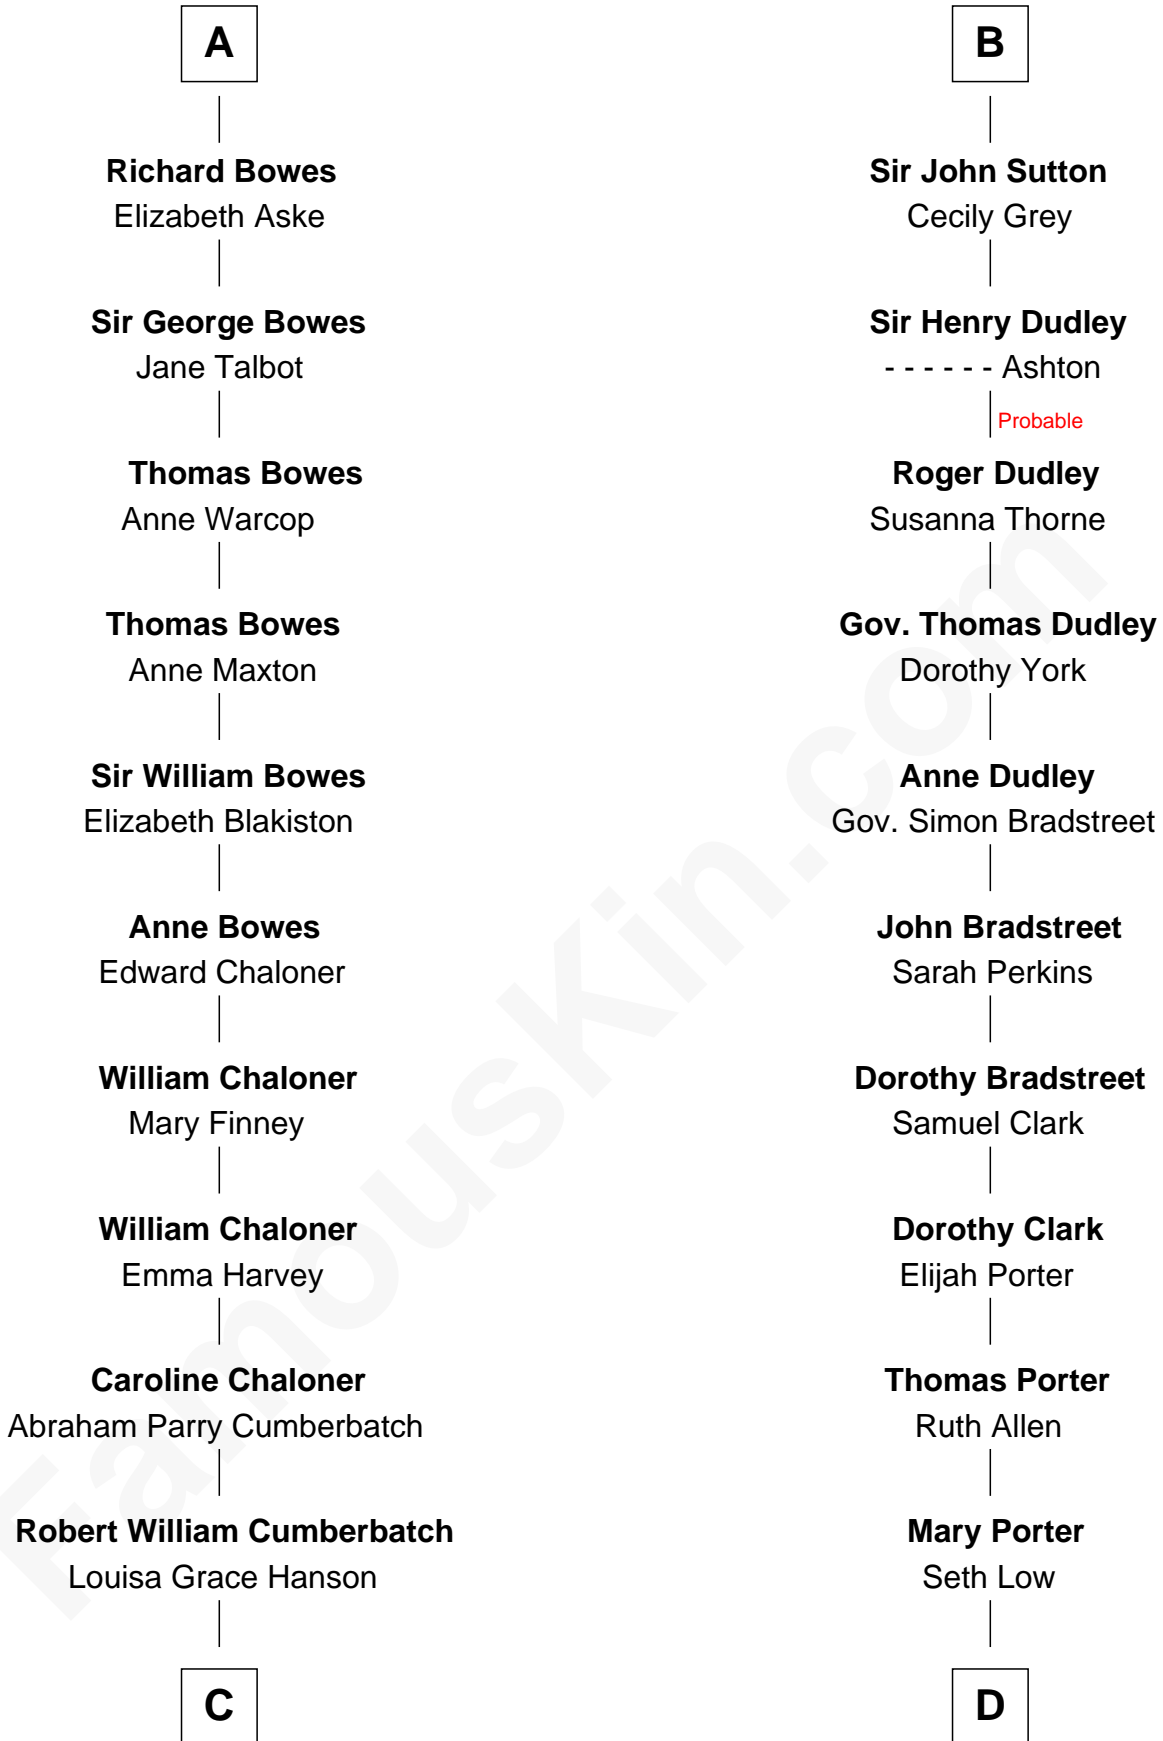 A
Richard Bowes
Elizabeth Aske
Sir George Bowes
Jane Talbot
Thomas Bowes
Anne Warcop
Thomas Bowes
Anne Maxton
Sir William Bowes
Elizabeth Blakiston
Anne Bowes
Edward Chaloner
William Chaloner
Mary Finney
William Chaloner
Emma Harvey
Caroline Chaloner
Abraham Parry Cumberbatch
Robert William Cumberbatch
Louisa Grace Hanson
C
B
Sir John Sutton
Cecily Grey
Sir Henry Dudley
- - - - - - Ashton
Probable
Roger Dudley
Susanna Thorne
Gov. Thomas Dudley
Dorothy York
Anne Dudley
Gov. Simon Bradstreet
John Bradstreet
Sarah Perkins
Dorothy Bradstreet
Samuel Clark
Dorothy Clark
Elijah Porter
Thomas Porter
Ruth Allen
Mary Porter
Seth Low
D
FamousKin.com